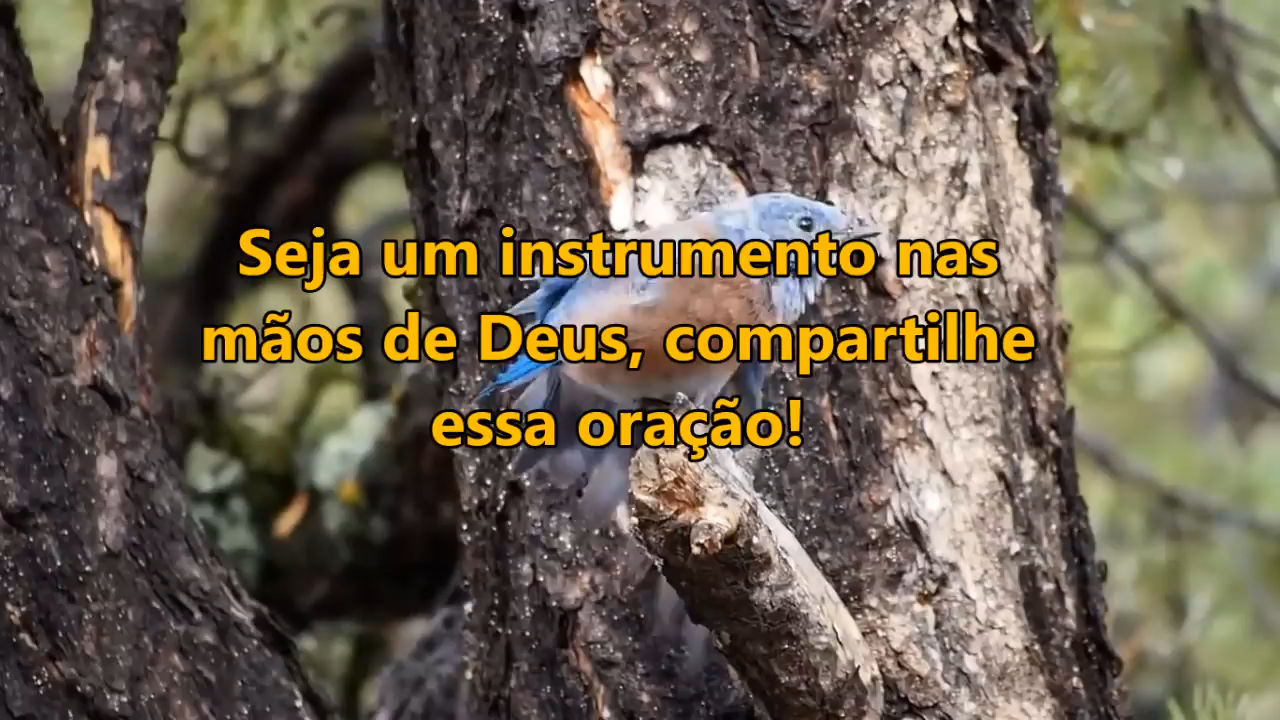 Seja um instrumento nas
mãos de Deus, compartilhe
essa oração!